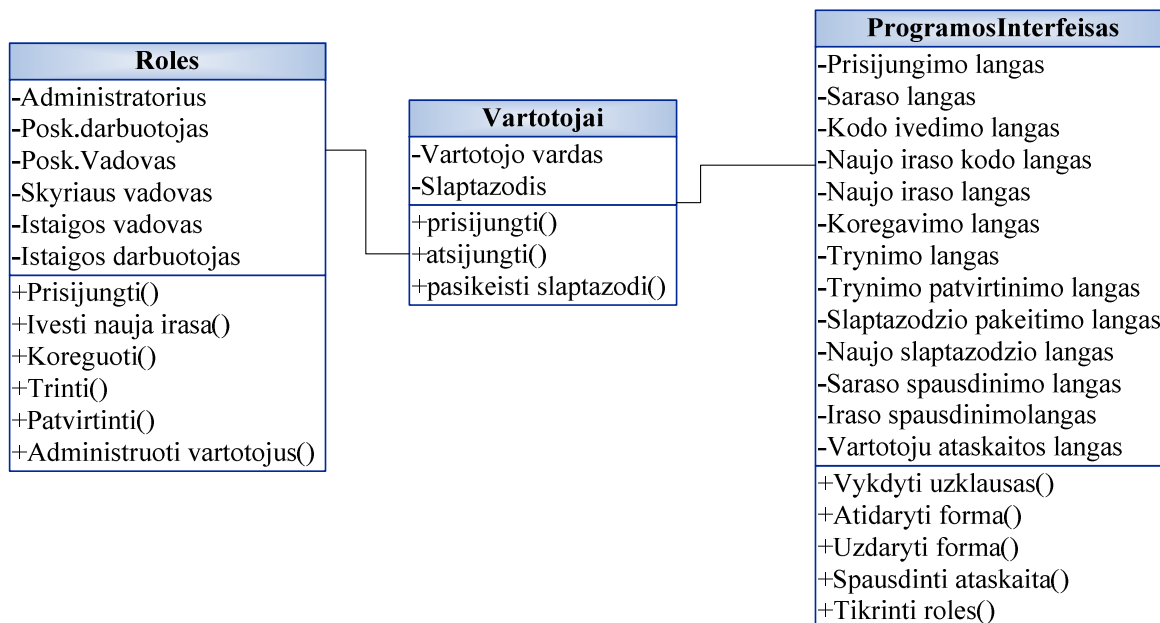 Roles
-Administratorius
-Posk.darbuotojas
-Posk.Vadovas
-Skyriaus vadovas
-Istaigos vadovas
-Istaigos darbuotojas
+Prisijungti()
+Ivesti nauja irasa()
+Koreguoti()
+Trinti()
+Patvirtinti()
+Administruoti vartotojus()
Vartotojai
-Vartotojo vardas
-Slaptazodis
+prisijungti()
+atsijungti()
+pasikeisti slaptazodi()
ProgramosInterfeisas
-Prisijungimo langas
-Saraso langas
-Kodo ivedimo langas
-Naujo iraso kodo langas
-Naujo iraso langas
-Koregavimo langas
-Trynimo langas
-Trynimo patvirtinimo langas
-Slaptazodzio pakeitimo langas
-Naujo slaptazodzio langas
-Saraso spausdinimo langas
-Iraso spausdinimolangas
-Vartotoju ataskaitos langas
+Vykdyti uzklausas()
+Atidaryti forma()
+Uzdaryti forma()
+Spausdinti ataskaita()
+Tikrinti roles()